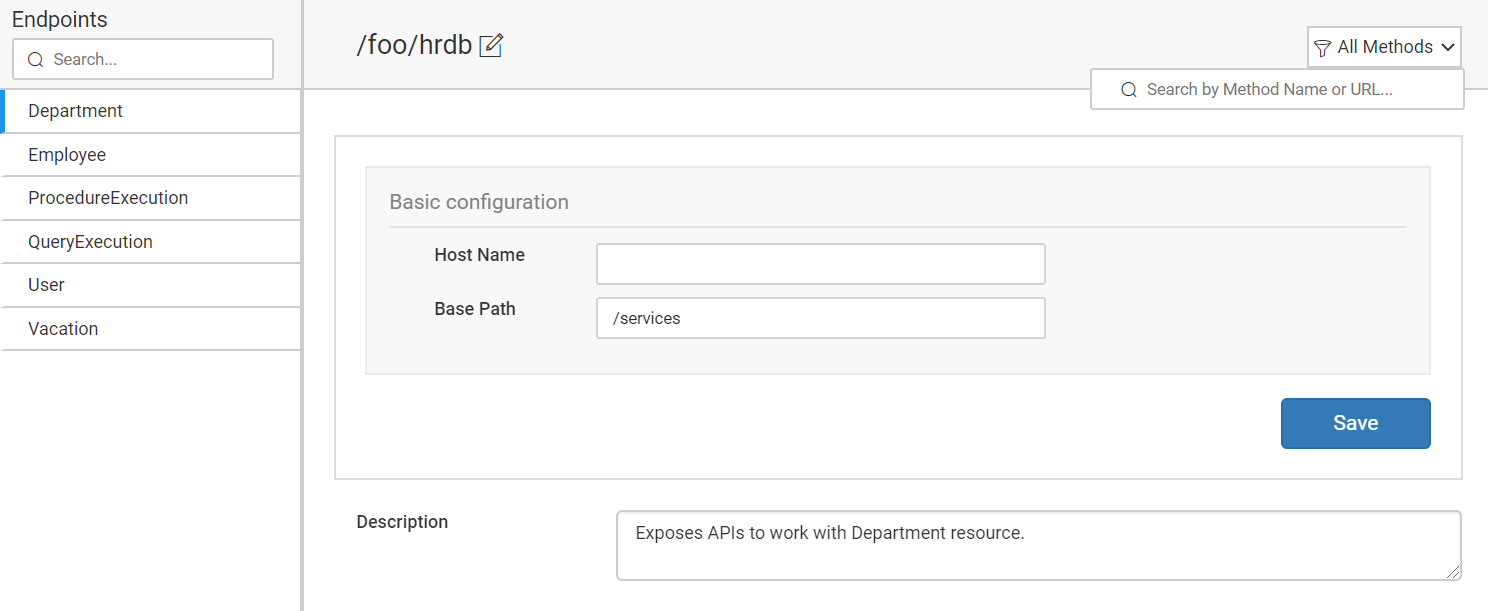 Endpoints
Search...
Department
Employee
ProcedureExecution
QueryExecution
User
Vacation
/foo/hrdb
All Methods
Search by Method Name or URL...
Basic configuration
Host Name
Base Path
/services
Save
Description
Exposes APIs to work with Department resource.